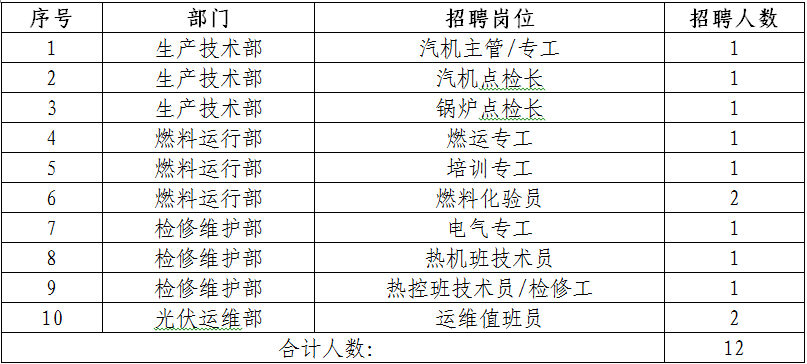 序号 部门 招聘岗位 招聘人数
1 生产技术部 汽机主管/专工 1
2 生产技术部 汽机点检长 1
3 生产技术部 锅炉点检长 1
4 燃料运行部 燃运专工 1
5 燃料运行部 培训专工 1
6 燃料运行部 燃料化验员 2
7 检修维护部 电气专工 1
8 检修维护部 热机班技术员 1
9 检修维护部 热控班技术员/检修工 1
10 光伏运维部 运维值班员 2
合计人数: 12